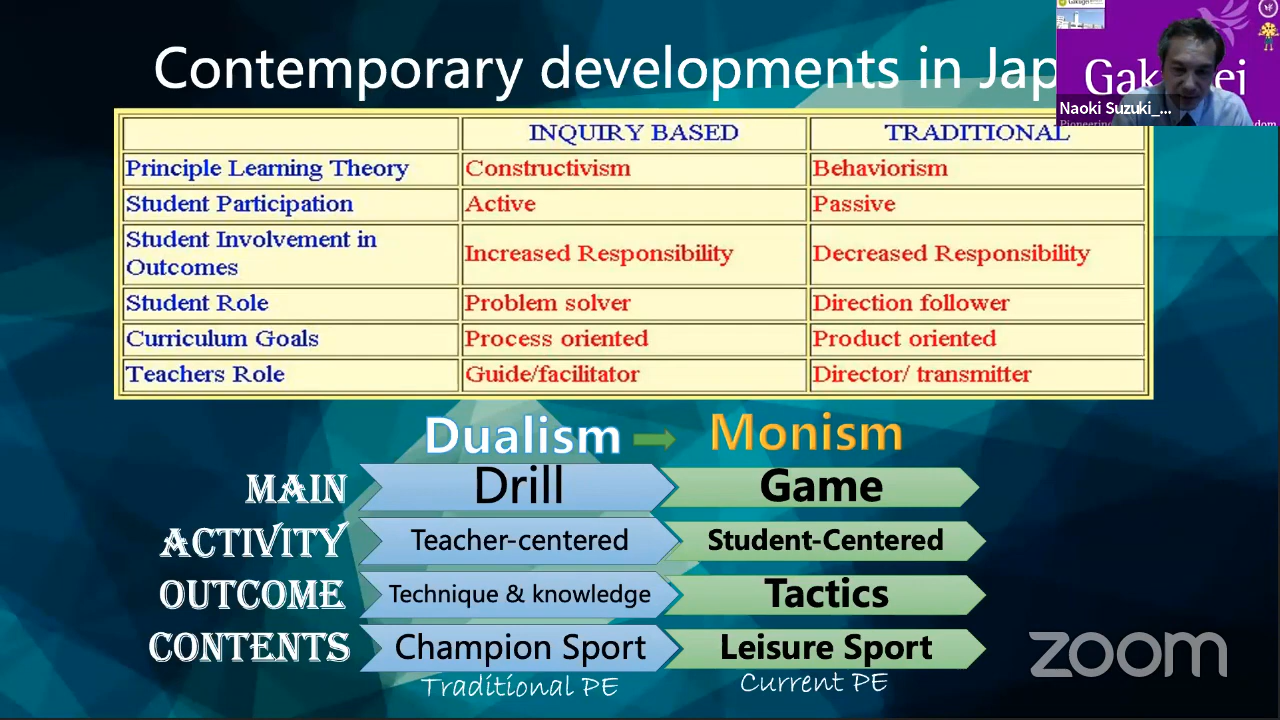 Contemporary developments in Jap
Gakugei
Naoki Suzuki_...
INQUIRY BASED TRADITIONAL
Principle Learning Theory Constructivism Behaviorism
Student Participation Active Passive
Student Involvement in
Outcomes Increased Responsibility Decreased Responsibility
Student Role Problem solver Direction follower
Curriculum Goals Process oriented Product oriented
Teachers Role Guide/facilitator Director/ transmitter
Dualism Monism
MAIN Drill Game
ACTIVITY Teacher-centered Student-Centered
OUTCOME Technique & knowledge Tactics
CONTENTS Champion Sport Leisure Sport
Traditional PE Current PE
zoom